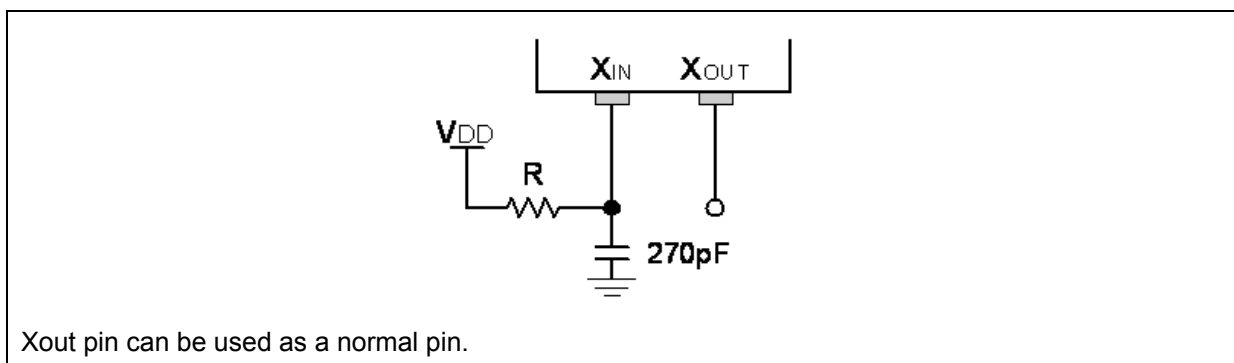 XIN XOUT
VDD
R
270pF
Xout pin can be used as a normal pin.